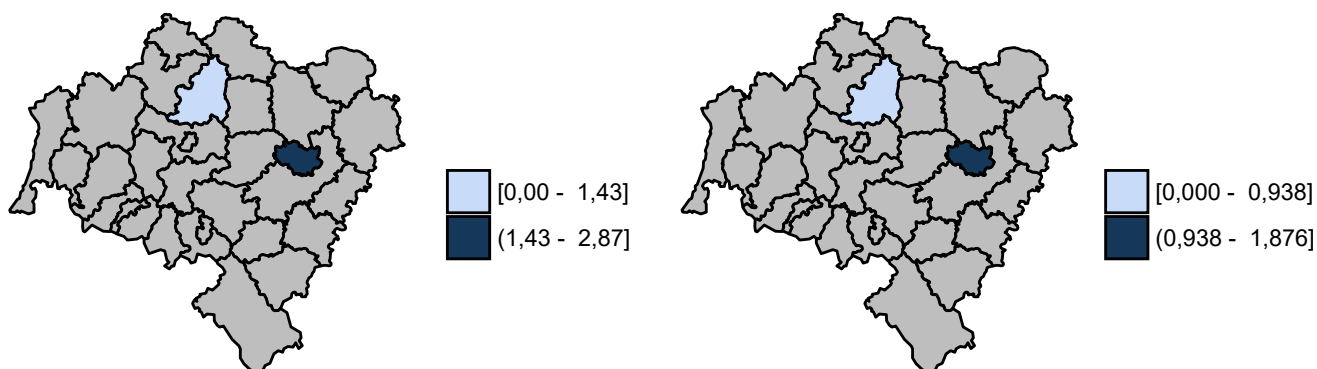 [0,00 - 1,43]
(1,43 - 2,87]
[0,000 - 0,938]
(0,938 - 1,876]